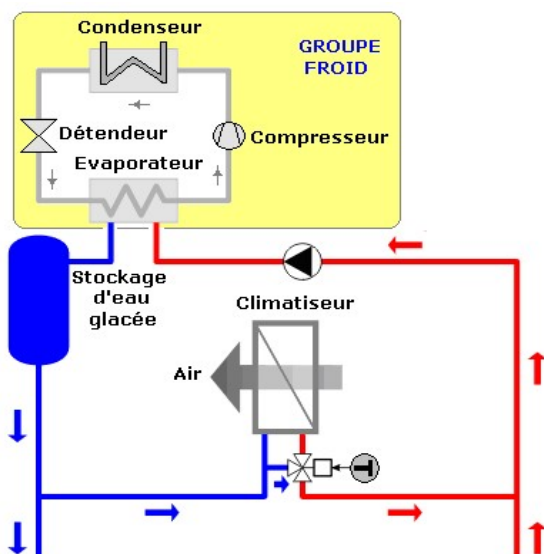 Condenseur
GROUPE
FROID
Détendeur
Compresseur
Evaporateur
Stockage
d'eau
glacée
Climatiseur
Air
T